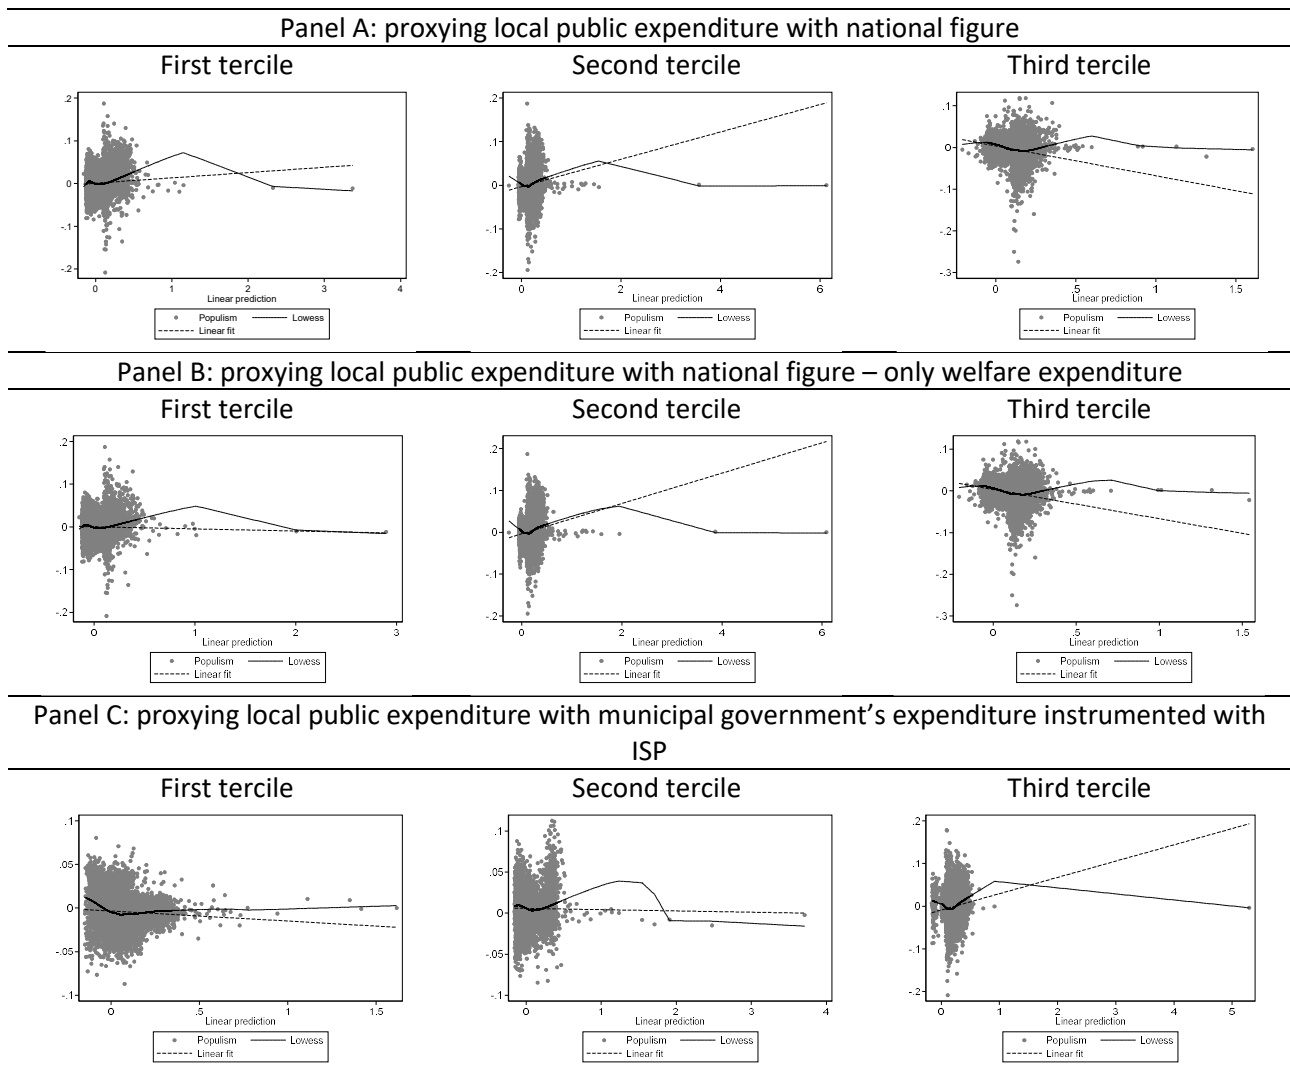 Panel A: proxying local public expenditure with national figure
First tercile
Second tercile
Third tercile
.2
.1
0
-.1
-.2
0 1 2 3 4
Linear prediction
Populism Lowess
Linear fit
.2
.1
0
-.1
-.2
0 2 4 6
Linear prediction
Populism Lowess
Linear fit
.1
0
-.1
-.2
-.3
0 .5 1 1.5
Linear prediction
Populism Lowess
Linear fit
Panel B: proxying local public expenditure with national figure – only welfare expenditure
First tercile
Second tercile
Third tercile
.2
.1
0
-.1
-.2
0 1 2 3
Linear prediction
Populism Lowess
Linear fit
.2
.1
0
-.1
-.2
0 2 4 6
Linear prediction
Populism Lowess
Linear fit
.1
0
-.1
-.2
-.3
0 .5 1 1.5
Linear prediction
Populism Lowess
Linear fit
Panel C: proxying local public expenditure with municipal government’s expenditure instrumented with
ISP
First tercile
Second tercile
Third tercile
.1
.05
0
-.05
-.1
0 .5 1 1.5
Linear prediction
Populism Lowess
Linear fit
.1
.05
0
-.05
-.1
0 1 2 3 4
Linear prediction
Populism Lowess
Linear fit
.2
.1
0
-.1
-.2
0 1 2 3 4 5
Linear prediction
Populism Lowess
Linear fit